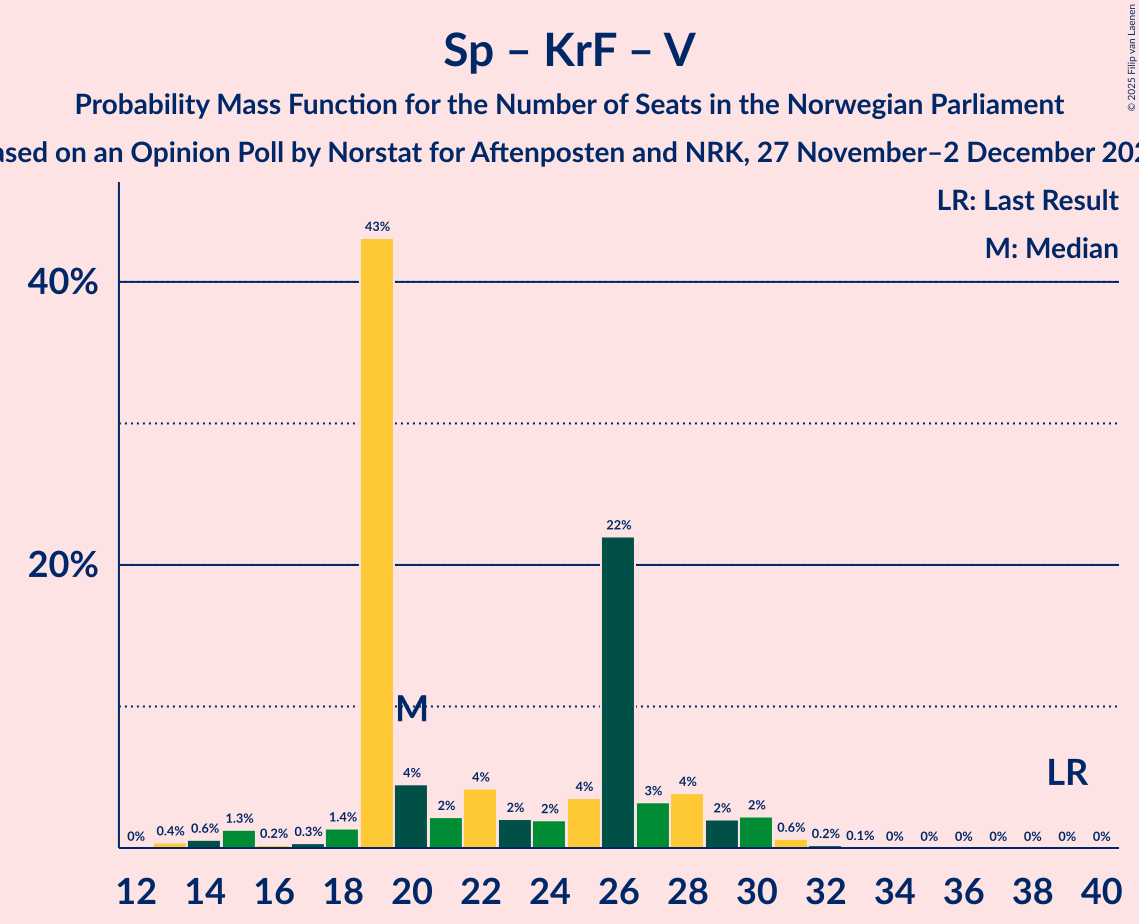 Sp – KrF – V
Probability Mass Function for the Number of Seats in the Norwegian Parliament
on an Opinion Poll by Norstat for Aftenposten and NRK, 27 November–2 December
© 2025 Filip van Laenen
LR: Last Result
M: Median
40%
20%
43%
22%
M
LR
0% 0.4% 0.6% 1.3% 0.2% 0.3% 1.4% 4% 2% 4% 2% 2% 4% 3% 4% 2% 2% 0.6% 0.2% 0.1% 0% 0% 0% 0% 0% 0% 0%
12 14 16 18 20 22 24 26 28 30 32 34 36 38 40